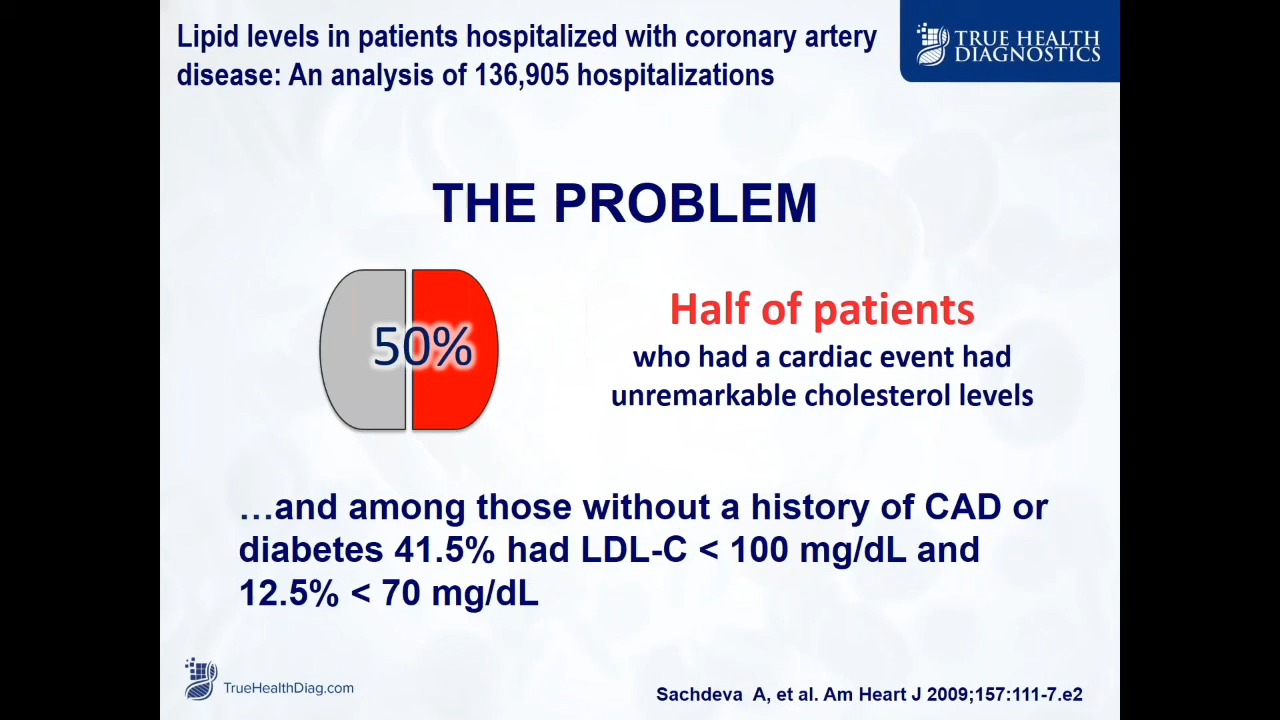 Lipid levels in patients hospitalized with coronary artery
disease: An analysis of 136,905 hospitalizations
TRUE HEALTH
DIAGNOSTICS
THE PROBLEM
50%
Half of patients
who had a cardiac event had
unremarkable cholesterol levels
…and among those without a history of CAD or
diabetes 41.5% had LDL-C < 100 mg/dL and
12.5% < 70 mg/dL
TrueHealthDiag.com
Sachdeva A, et al. Am Heart J 2009;157:111-7.e2